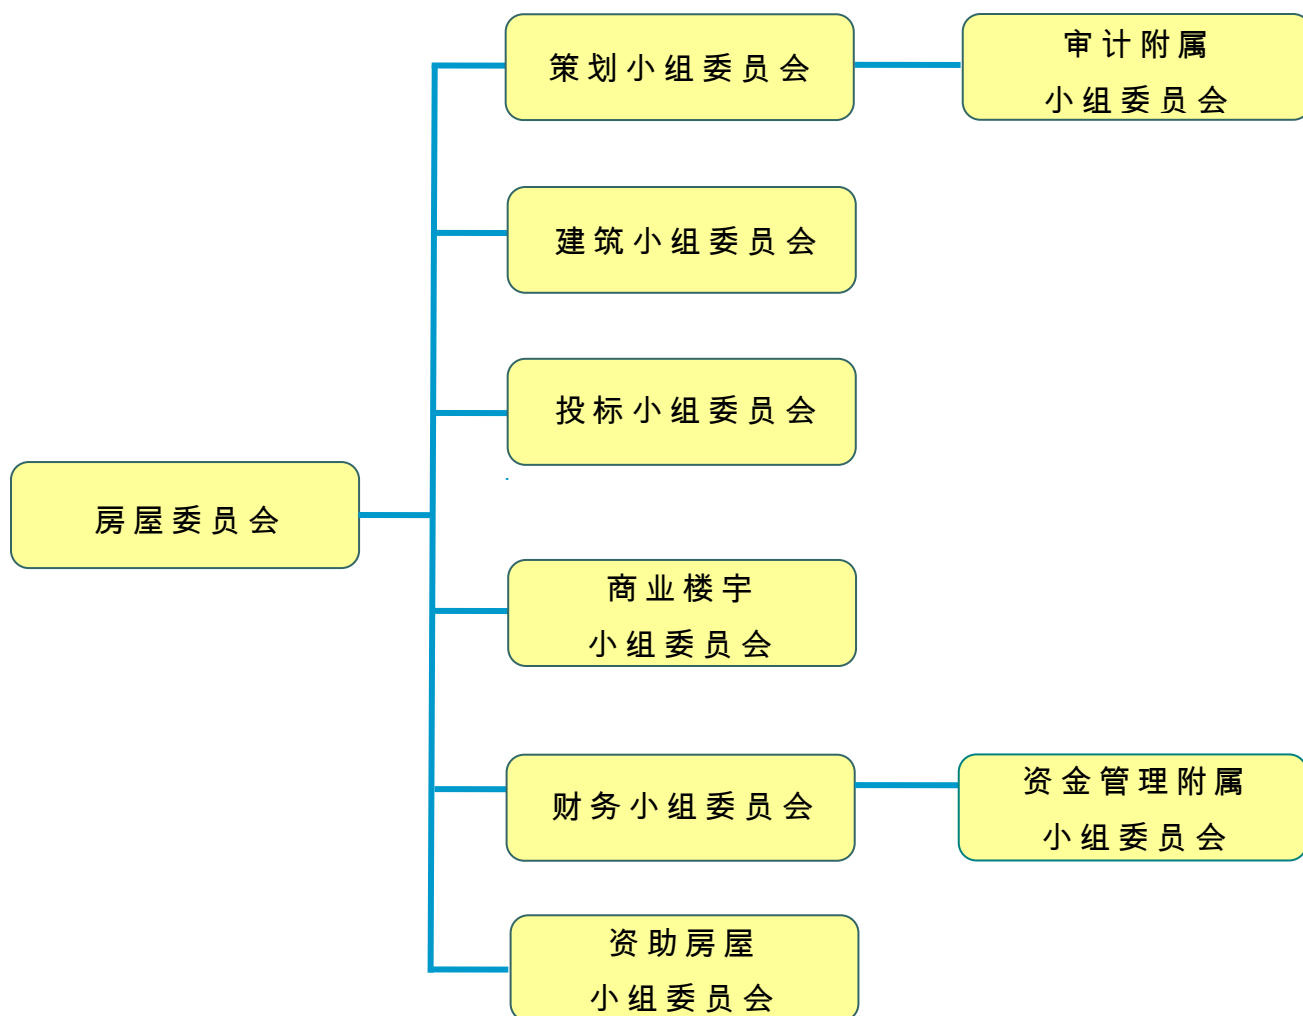 策划小组委员会
审计附属
小组委员会
建筑小组委员会
投标小组委员会
房屋委员会
商业楼宇
小组委员会
财务小组委员会
资金管理附属
小组委员会
资助房屋
小组委员会